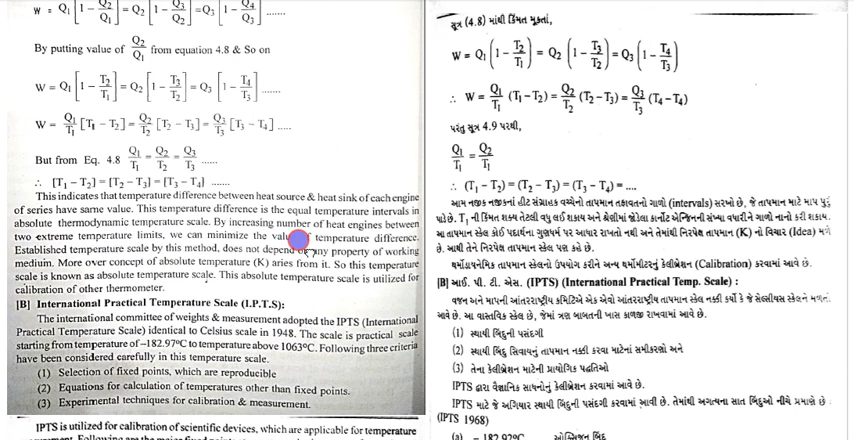 W = Q₁ [1 − Q₂/Q₁] = Q₂ [1 − Q₃/Q₂] = Q₃ [1 − Q₄/Q₃] .......
By putting value of Q₂/Q₁ from equation 4.8 & So on
W = Q₁ [1 − T₂/T₁] = Q₂ [1 − T₃/T₂] = Q₃ [1 − T₄/T₃] .......
W = Q₁/T₁ [T₁ − T₂] = Q₂/T₂ [T₂ − T₃] = Q₃/T₃ [T₃ − T₄] .....
But from Eq. 4.8 Q₁/T₁ = Q₂/T₂ = Q₃/T₃ ......
∴ [T₁ − T₂] = [T₂ − T₃] = [T₃ − T₄] .......
This indicates that temperature difference between heat source & heat sink of each engine
of series have same value. This temperature difference is the equal temperature intervals in
absolute thermodynamic temperature scale. By increasing number of heat engines between
two extreme temperature limits, we can minimize the temperature difference.
Established temperature scale by this method, does not depend any property of working
medium. More over concept of absolute temperature (K) aries from it. So this temperature
scale is known as absolute temperature scale. This absolute temperature scale is utilized for
calibration of other thermometer.
[B] International Practical Temperature Scale (I.P.T.S):
The international committee of weights & measurement adopted the IPTS (International
Practical Temperature Scale) identical to Celsius scale in 1948. The scale is practical scale
starting from temperature of −182.97°C to temperature above 1063°C. Following three criteria
have been considered carefully in this temperature scale.
(1) Selection of fixed points, which are reproducible
(2) Equations for calculation of temperatures other than fixed points.
(3) Experimental techniques for calibration & measurement.
IPTS is utilized for calibration of scientific devices, which are applicable for temperature
સૂત્ર (4.8) માંથી કિંમત મૂકતાં,
W = Q₁ (1 − T₂/T₁) = Q₂ (1 − T₃/T₂) = Q₃ (1 − T₄/T₃)
∴ W = Q₁/T₁ (T₁−T₂) = Q₂/T₂ (T₂−T₃) = Q₃/T₃ (T₄−T₄)
પરંતુ સૂત્ર 4.9 પરથી,
Q₁/T₁ = Q₂/T₁
∴ (T₁ − T₂) = (T₂ − T₃) = (T₃ − T₄) = ....
આમ નજીક નજીકનાં હીટ સંગ્રાહક વચ્ચેનો તાપમાન તફાવતનો ગાળો (intervals) સરખો છે, જે તાપમાન માટે માપ પુરૂં
પાડે છે. T₁ ની કિંમત શક્ય તેટલી વધુ લઈ શકાય અને શ્રેણીમાં જોડેલા કાર્નોટ એન્જિનની સંખ્યા વધારીને ગાળો નાનો કરી શકાય.
આ તાપમાન સ્કેલ કોઈ પદાર્થના ગુણધર્મ પર આધાર રાખતો નથી અને તેમાંથી નિરપેક્ષ તાપમાન (K) નો વિચાર (Idea) મળે
છે. આથી તેને નિરપેક્ષ તાપમાન સ્કેલ પણ કહે છે.
થર્મોડાયનેમિક તાપમાન સ્કેલનો ઉપયોગ કરીને અન્ય થર્મોમીટરનું કેલીબ્રેશન (Calibration) કરવામાં આવે છે.
[B] આઈ. પી. ટી. એસ. (IPTS) (International Practical Temp. Scale) :
વજન અને માપની આંતરરાષ્ટ્રીય કમિટિએ એક એવો આંતરરાષ્ટ્રીય તાપમાન સ્કેલ નક્કી કર્યો કે જે સેલ્સીયસ સ્કેલને મળતો
આવે છે. આ વાસ્તવિક સ્કેલ છે, જેમાં ત્રણ બાબતની ખાસ કાળજી રાખવામાં આવે છે.
(1) સ્થાયી બિંદુની પસંદગી
(2) સ્થાયી બિંદુ સિવાયનું તાપમાન નક્કી કરવા માટેનાં સમીકરણો અને
(3) તેના કેલીબ્રેશન માટેની પ્રાયોગિક પદ્ધતિઓ
IPTS દ્વારા વૈજ્ઞાનિક સાધનોનું કેલીબ્રેશન કરવામાં આવે છે.
IPTS માટે જે અગિયાર સ્થાયી બિંદુની પસંદગી કરવામાં આવી છે. તેમાંથી અગત્યના સાત બિંદુઓ નીચે પ્રમાણે છે :
(IPTS 1968)
(a) − 182.97°C ઓક્સિજન બિંદુ